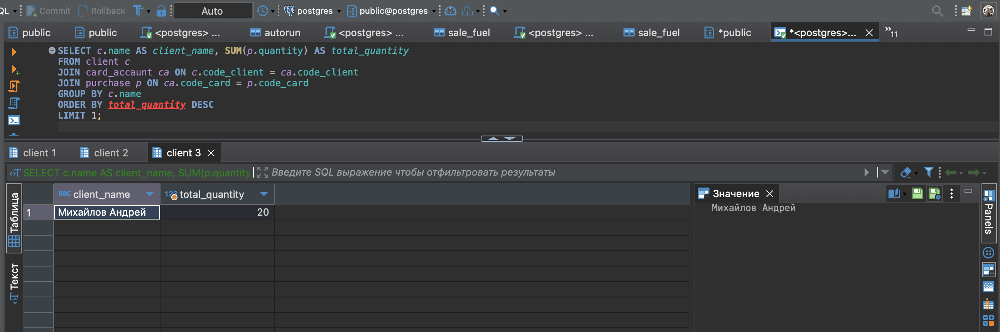 QL Commit Rollback Auto postgres public@postgres
public public <postgres> ... autorun <postgres> ... sale_fuel <postgres> ... sale_fuel *public *<postgres>... »11
SELECT c.name AS client_name, SUM(p.quantity) AS total_quantity
FROM client c
JOIN card_accaunt ca ON c.code_client = ca.code_client
JOIN purchase p ON ca.code_card = p.code_card
GROUP BY c.name
ORDER BY total_quantity DESC
LIMIT 1;
client 1 client 2 client 3
SELECT c.name AS client_name, SUM(p.quantity Введите SQL выражение чтобы отфильтровать результаты
Таблица
Текст
ABC client_name 123 total_quantity
1 Михайлов Андрей 20
Значение
Михайлов Андрей
Panels